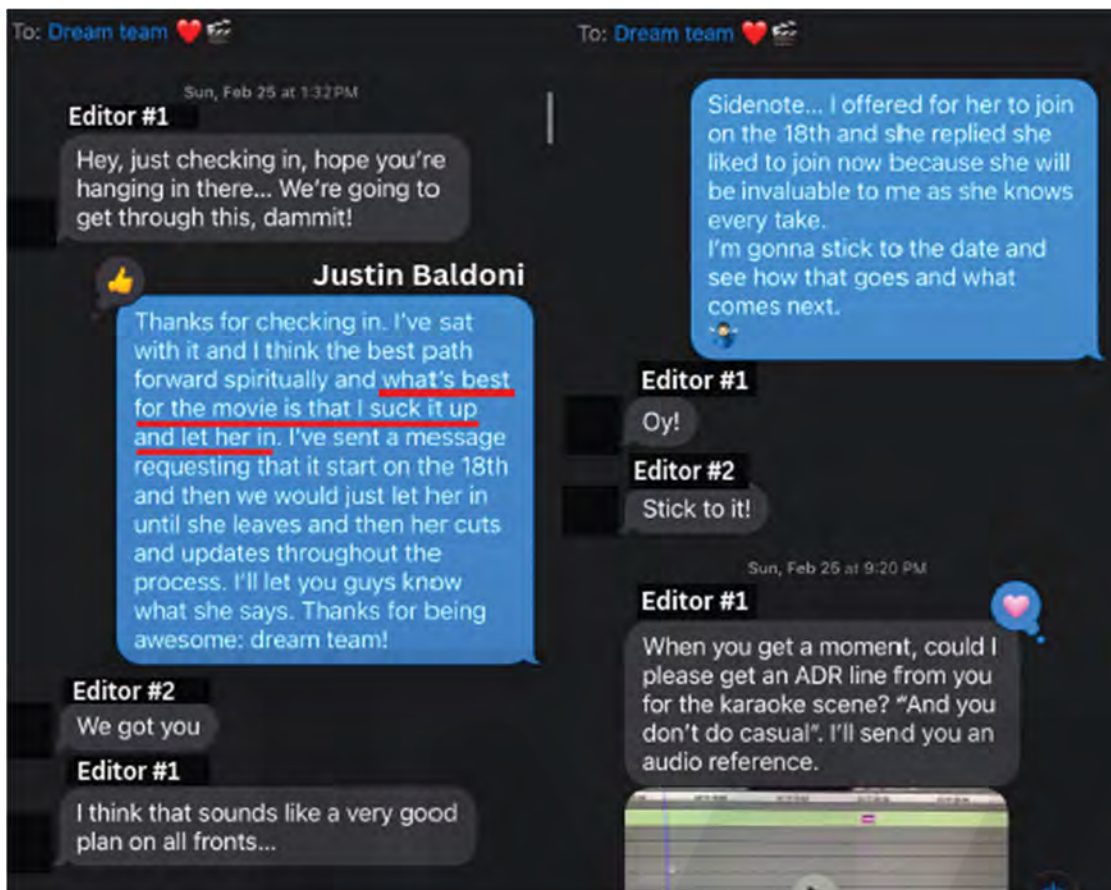 To: Dream team ❤️🎬
Sun, Feb 25 at 1:32 PM
Editor #1
Hey, just checking in, hope you're
hanging in there... We're going to
get through this, dammit!
Justin Baldoni
Thanks for checking in. I've sat
with it and I think the best path
forward spiritually and what's best
for the movie is that I suck it up
and let her in. I've sent a message
requesting that it start on the 18th
and then we would just let her in
until she leaves and then her cuts
and updates throughout the
process. I'll let you guys know
what she says. Thanks for being
awesome: dream team!
Editor #2
We got you
Editor #1
I think that sounds like a very good
plan on all fronts...
To: Dream team ❤️🎬
Sidenote... I offered for her to join
on the 18th and she replied she
liked to join now because she will
be invaluable to me as she knows
every take.
I'm gonna stick to the date and
see how that goes and what
comes next.
🤷🏻‍♂️
Editor #1
Oy!
Editor #2
Stick to it!
Sun, Feb 25 at 9:20 PM
Editor #1
When you get a moment, could I
please get an ADR line from you
for the karaoke scene? "And you
don't do casual". I'll send you an
audio reference.